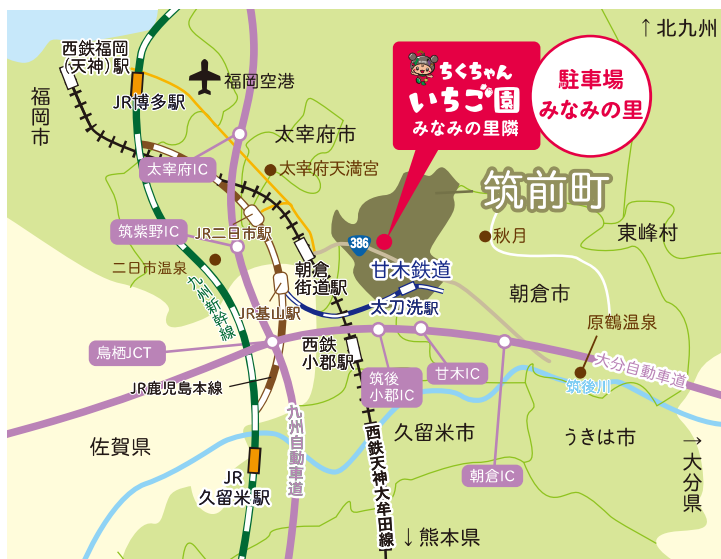 ↑北九州
西鉄福岡
(天神)駅
JR博多駅
福岡空港
福岡市
ちくちゃん
いちご園
みなみの里隣
駐車場
みなみの里
太宰府市
太宰府IC
太宰府天満宮
筑前町
筑紫野IC
JR二日市駅
386
秋月
東峰村
二日市温泉
朝倉
街道駅
甘木鉄道
九州新幹線
JR基山駅
太刀洗駅
朝倉市
原鶴温泉
鳥栖JCT
西鉄
小郡駅
筑後
小郡IC
甘木IC
大分自動車道
JR鹿児島本線
筑後川
九州自動車道
佐賀県
久留米市
うきは市
西鉄天神大牟田線
朝倉IC
→大分県
JR
久留米駅
↓熊本県